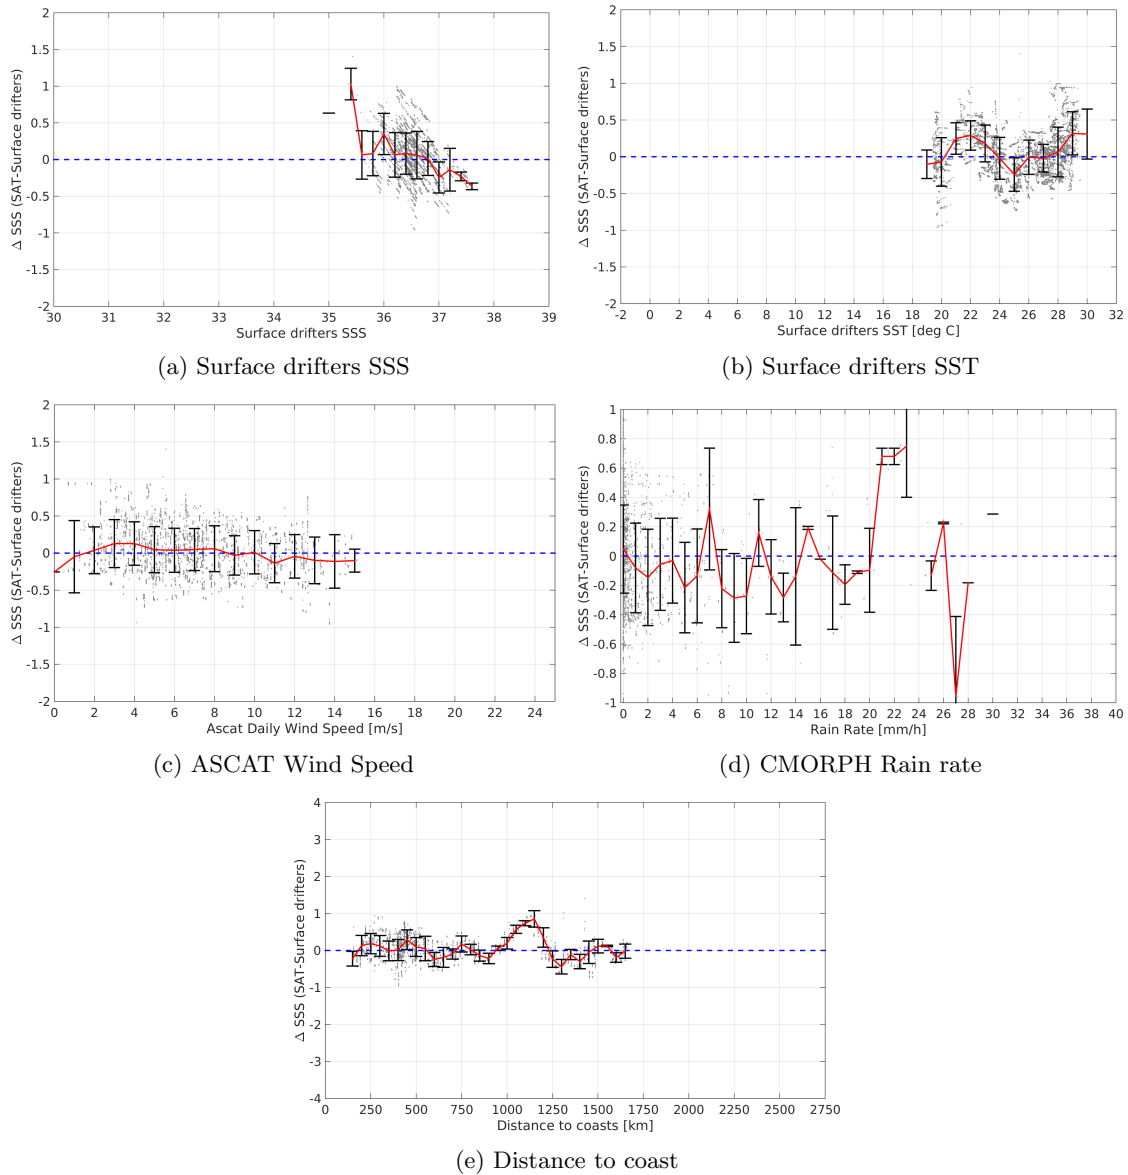 2
1.5
1
0.5
0
-0.5
-1
-1.5
-2
Δ SSS (SAT-Surface drifters)
30 31 32 33 34 35 36 37 38 39
Surface drifters SSS
(a) Surface drifters SSS
2
1.5
1
0.5
0
-0.5
-1
-1.5
-2
Δ SSS (SAT-Surface drifters)
-2 0 2 4 6 8 10 12 14 16 18 20 22 24 26 28 30 32
Surface drifters SST [deg C]
(b) Surface drifters SST
2
1.5
1
0.5
0
-0.5
-1
-1.5
-2
Δ SSS (SAT-Surface drifters)
0 2 4 6 8 10 12 14 16 18 20 22 24
Ascat Daily Wind Speed [m/s]
(c) ASCAT Wind Speed
1
0.8
0.6
0.4
0.2
0
-0.2
-0.4
-0.6
-0.8
-1
Δ SSS (SAT-Surface drifters)
0 2 4 6 8 10 12 14 16 18 20 22 24 26 28 30 32 34 36 38 40
Rain Rate [mm/h]
(d) CMORPH Rain rate
4
3
2
1
0
-1
-2
-3
-4
Δ SSS (SAT-Surface drifters)
0 250 500 750 1000 1250 1500 1750 2000 2250 2500 2750
Distance to coasts [km]
(e) Distance to coast